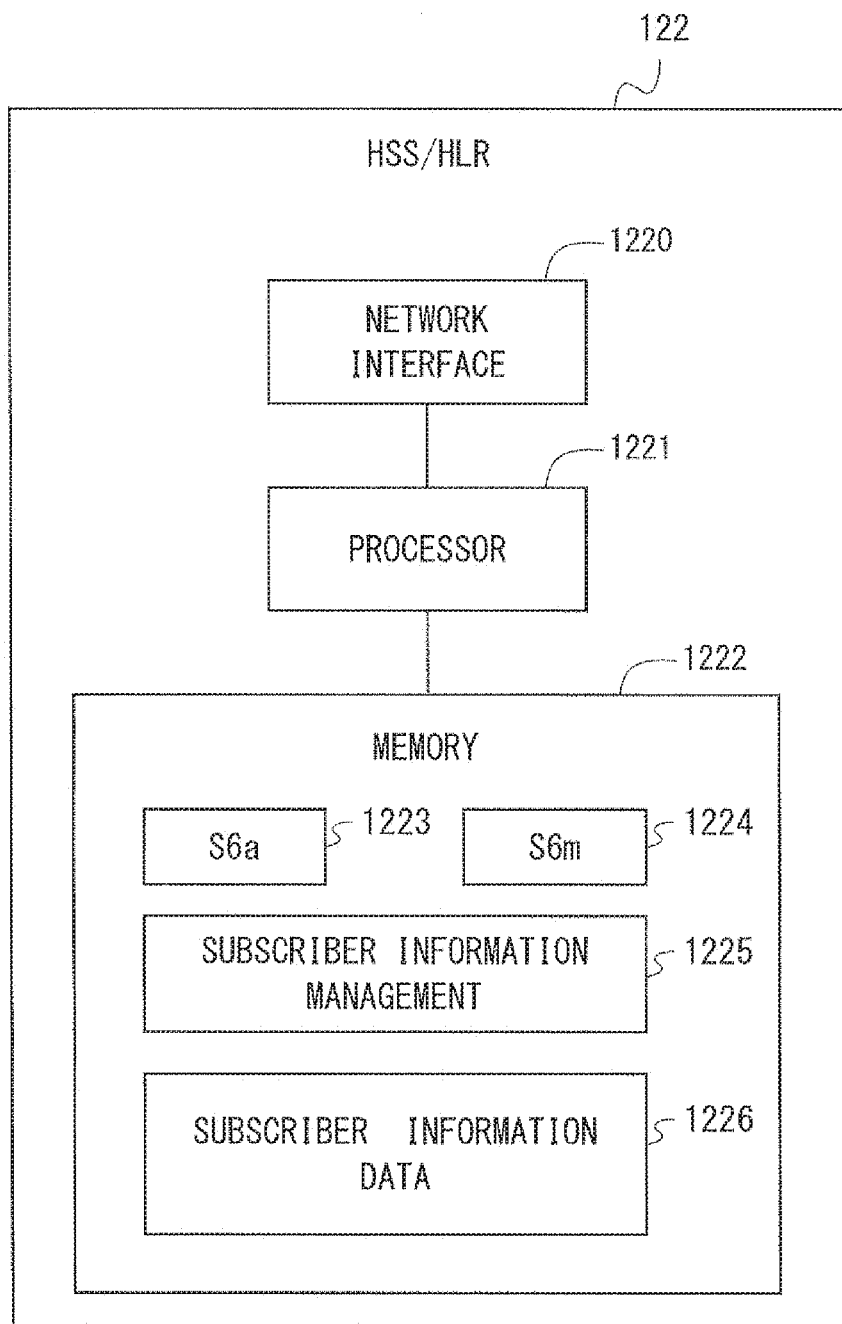 122
HSS/HLR
1220
NETWORK
INTERFACE
1221
PROCESSOR
1222
MEMORY
S6a
1223
S6m
1224
SUBSCRIBER INFORMATION
MANAGEMENT
1225
SUBSCRIBER INFORMATION
DATA
1226